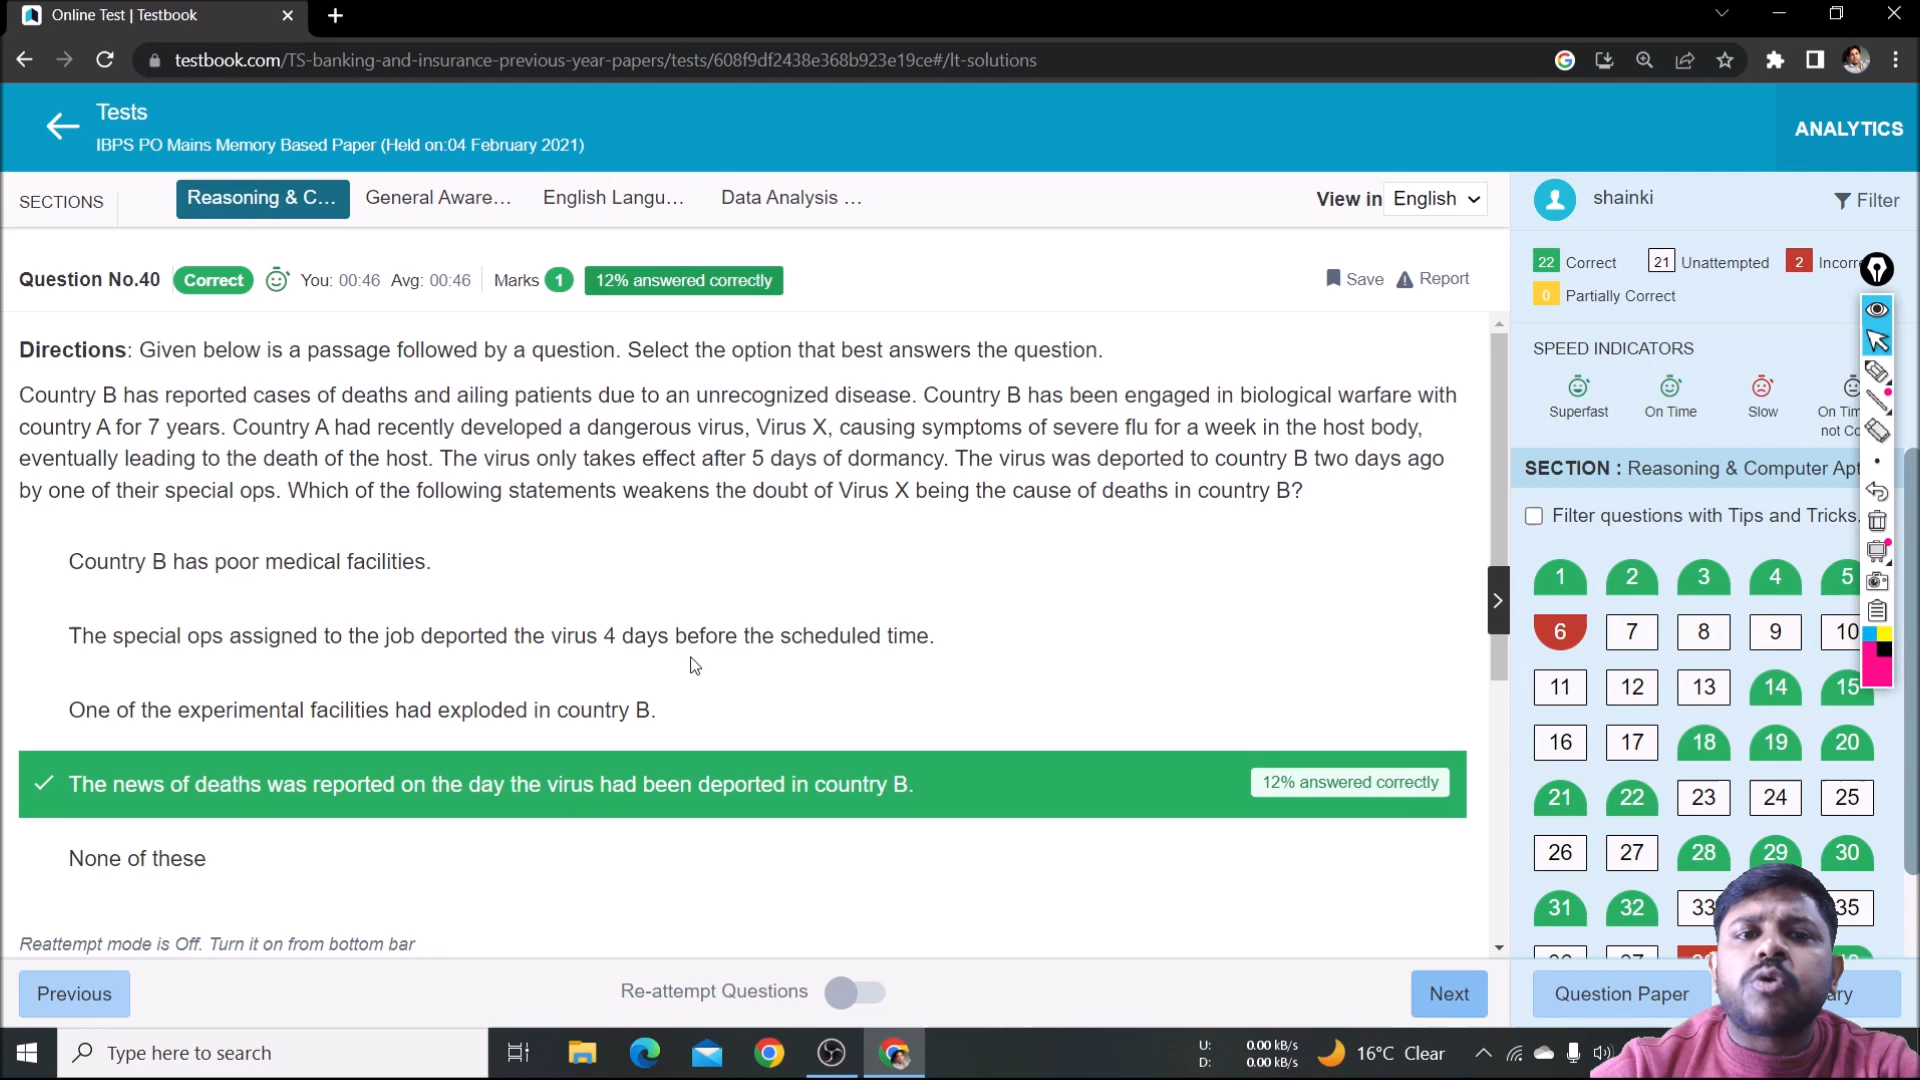 Online Test | Testbook
testbook.com/TS-banking-and-insurance-previous-year-papers/tests/608f9df2438e368b923e19ce#/lt-solutions
Tests
IBPS PO Mains Memory Based Paper (Held on:04 February 2021)
ANALYTICS
SECTIONS Reasoning & C... General Aware... English Langu... Data Analysis ... View in English
shainki Filter
Question No.40 Correct You: 00:46 Avg: 00:46 Marks 1 12% answered correctly Save Report
22 Correct 21 Unattempted 2 Incorre
0 Partially Correct
Directions: Given below is a passage followed by a question. Select the option that best answers the question.
Country B has reported cases of deaths and ailing patients due to an unrecognized disease. Country B has been engaged in biological warfare with
country A for 7 years. Country A had recently developed a dangerous virus, Virus X, causing symptoms of severe flu for a week in the host body,
eventually leading to the death of the host. The virus only takes effect after 5 days of dormancy. The virus was deported to country B two days ago
by one of their special ops. Which of the following statements weakens the doubt of Virus X being the cause of deaths in country B?
Country B has poor medical facilities.
The special ops assigned to the job deported the virus 4 days before the scheduled time.
One of the experimental facilities had exploded in country B.
The news of deaths was reported on the day the virus had been deported in country B. 12% answered correctly
None of these
Reattempt mode is Off. Turn it on from bottom bar
Previous Re-attempt Questions Next
SPEED INDICATORS
Superfast On Time Slow On Tim
not Co
SECTION : Reasoning & Computer Apt
Filter questions with Tips and Tricks.
1 2 3 4 5
6 7 8 9 10
11 12 13 14 15
16 17 18 19 20
21 22 23 24 25
26 27 28 29 30
31 32 33 35
Question Paper ary
Type here to search
U: 0.00 kB/s
D: 0.00 kB/s
16°C Clear